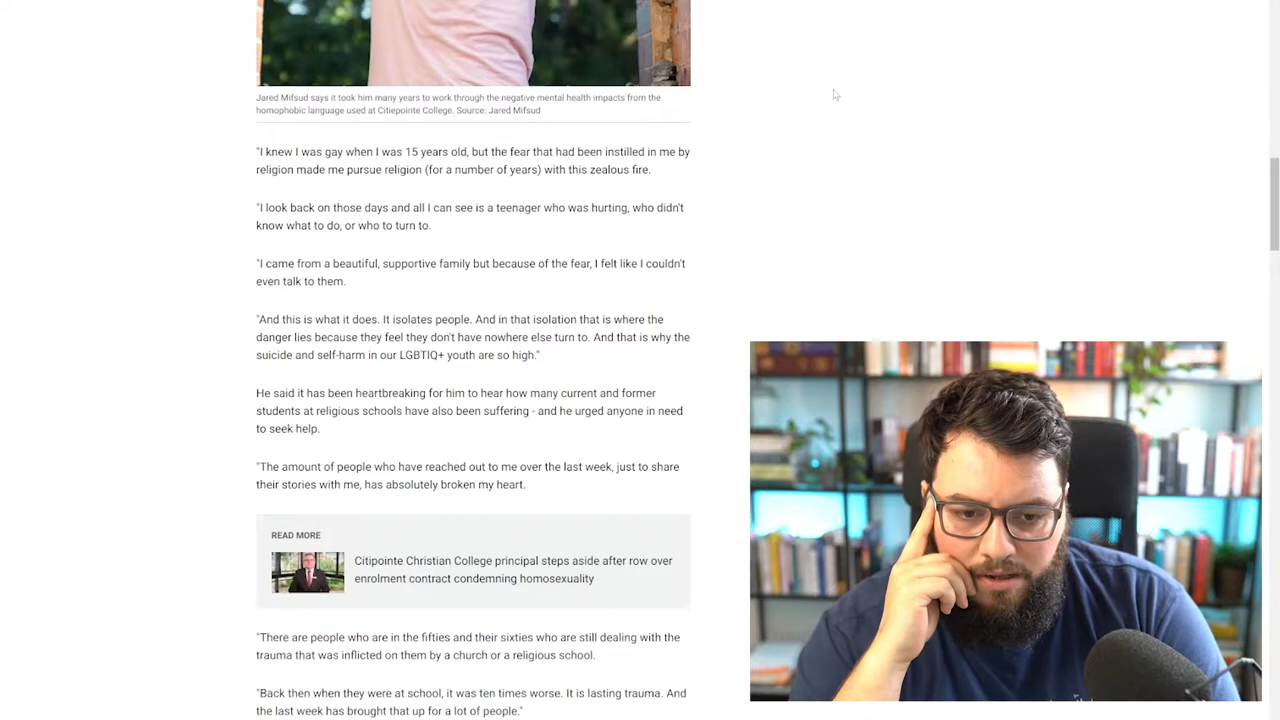 Jared Mifsud says it took him many years to work through the negative mental health impacts from the
homophobic language used at Citiepointe College. Source: Jared Mifsud
"I knew I was gay when I was 15 years old, but the fear that had been instilled in me by
religion made me pursue religion (for a number of years) with this zealous fire.
"I look back on those days and all I can see is a teenager who was hurting, who didn't
know what to do, or who to turn to.
"I came from a beautiful, supportive family but because of the fear, I felt like I couldn't
even talk to them.
"And this is what it does. It isolates people. And in that isolation that is where the
danger lies because they feel they don't have nowhere else turn to. And that is why the
suicide and self-harm in our LGBTIQ+ youth are so high."
He said it has been heartbreaking for him to hear how many current and former
students at religious schools have also been suffering - and he urged anyone in need
to seek help.
"The amount of people who have reached out to me over the last week, just to share
their stories with me, has absolutely broken my heart.
READ MORE
Citipointe Christian College principal steps aside after row over
enrolment contract condemning homosexuality
"There are people who are in the fifties and their sixties who are still dealing with the
trauma that was inflicted on them by a church or a religious school.
"Back then when they were at school, it was ten times worse. It is lasting trauma. And
the last week has brought that up for a lot of people."